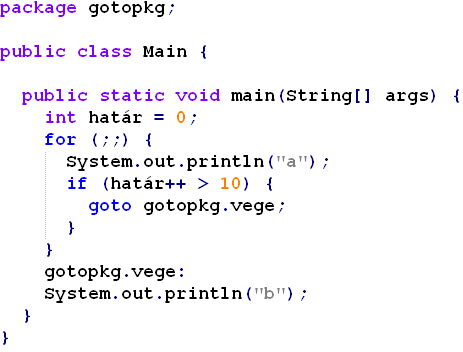 package gotopkg;
public class Main {
public static void main(String[] args) {
int határ = 0;
for (;;) {
System.out.println("a");
if (határ++ > 10) {
goto gotopkg.vege;
}
}
gotopkg.vege:
System.out.println("b");
}
}